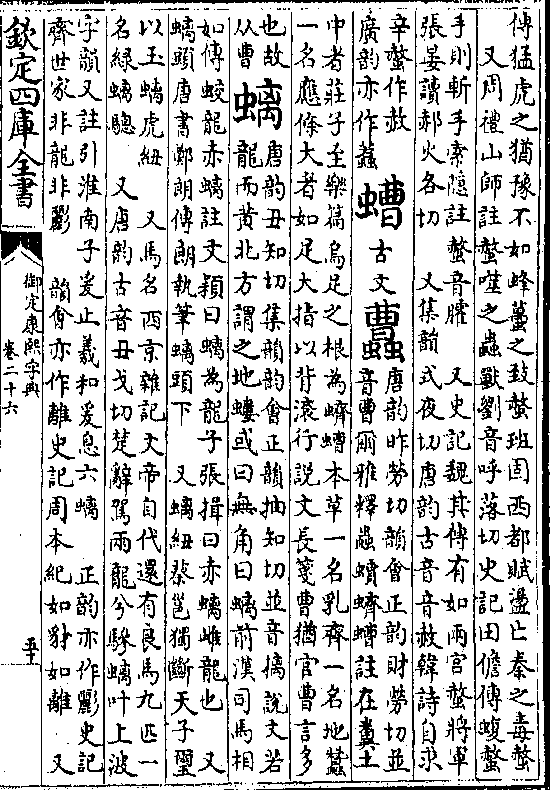 傅猛虎之猶豫不如蜂蠆之致螫班固西都賦盪亡秦之毒螫
又周禮山師註螫噬之蟲獸劉音呼落切史記田儋傳蝮螫
手則斬手索隱註螫音臛 又史記魏其傳有如兩宮螫將軍
張晏讀郝火各切 又集韻式夜切唐韻古音音赦韓詩自求
辛螫作赦
廣韻亦作
螬 古文
唐韻昨勞切韻會正韻財勞切並
音曹爾雅釋蟲蟦蠐螬註在糞土
中者莊子至樂篇烏足之根為蠐螬本草一名乳齊一名地蠶
一名應條大者如足大指以背滾行說文長箋曹猶官曹言多
也故
从曹
螭
唐韻丑知切集韻韻會正韻抽知切並音摛說文若
龍而黃北方謂之地螻或曰無角曰螭前漢司馬相
如傳蛟龍赤螭註文穎曰螭為龍子張揖曰赤螭雌龍也 又
螭頭唐書鄭朗傳朗執筆螭頭下 又螭紐蔡邕獨斷天子璽
以玉螭虎紐 又馬名西京雜記文帝自代還有良馬九匹一
名綠螭驄 又唐韻古音丑戈切楚辭駕兩龍兮驂螭叶上波
字韻又註引淮南子爰止羲和爰息六螭 正韻亦作彲史記
齊世家非龍非彲 韻會亦作離史記周本紀如豺如離 又
欽定四庫全書
御定康熙字典
卷二十六
五十